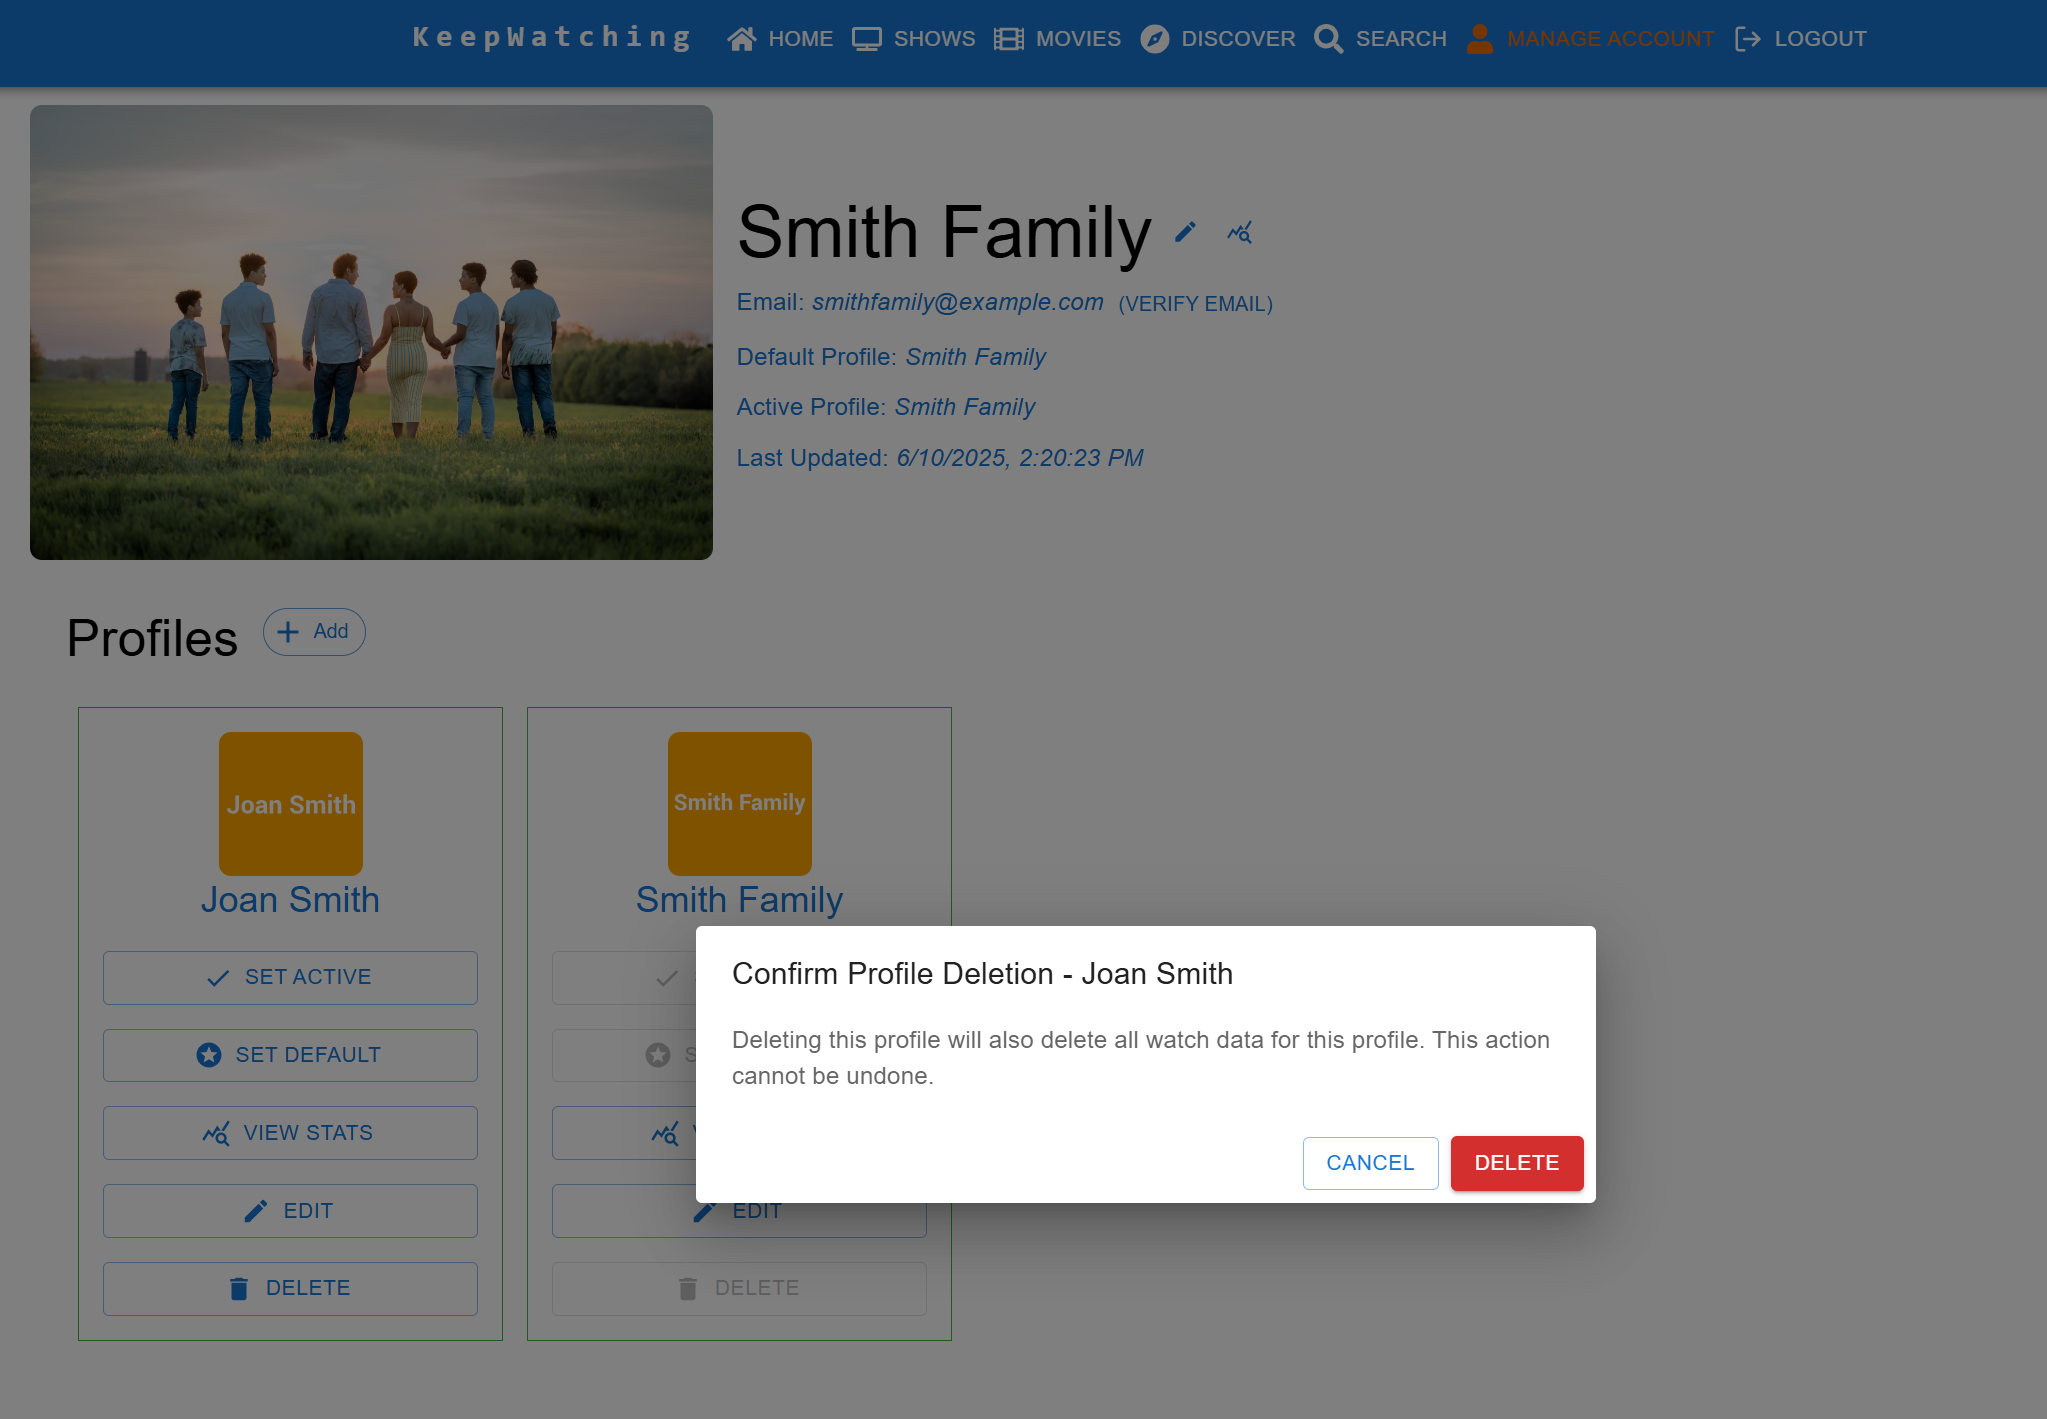 KeepWatching HOME SHOWS MOVIES DISCOVER SEARCH MANAGE ACCOUNT LOGOUT
Smith Family
Email: smithfamily@example.com (VERIFY EMAIL)
Default Profile: Smith Family
Active Profile: Smith Family
Last Updated: 6/10/2025, 2:20:23 PM
Profiles Add
Joan Smith
Joan Smith
SET ACTIVE
SET DEFAULT
VIEW STATS
EDIT
DELETE
Smith Family
Smith Family
EDIT
DELETE
Confirm Profile Deletion - Joan Smith
Deleting this profile will also delete all watch data for this profile. This action
cannot be undone.
CANCEL DELETE